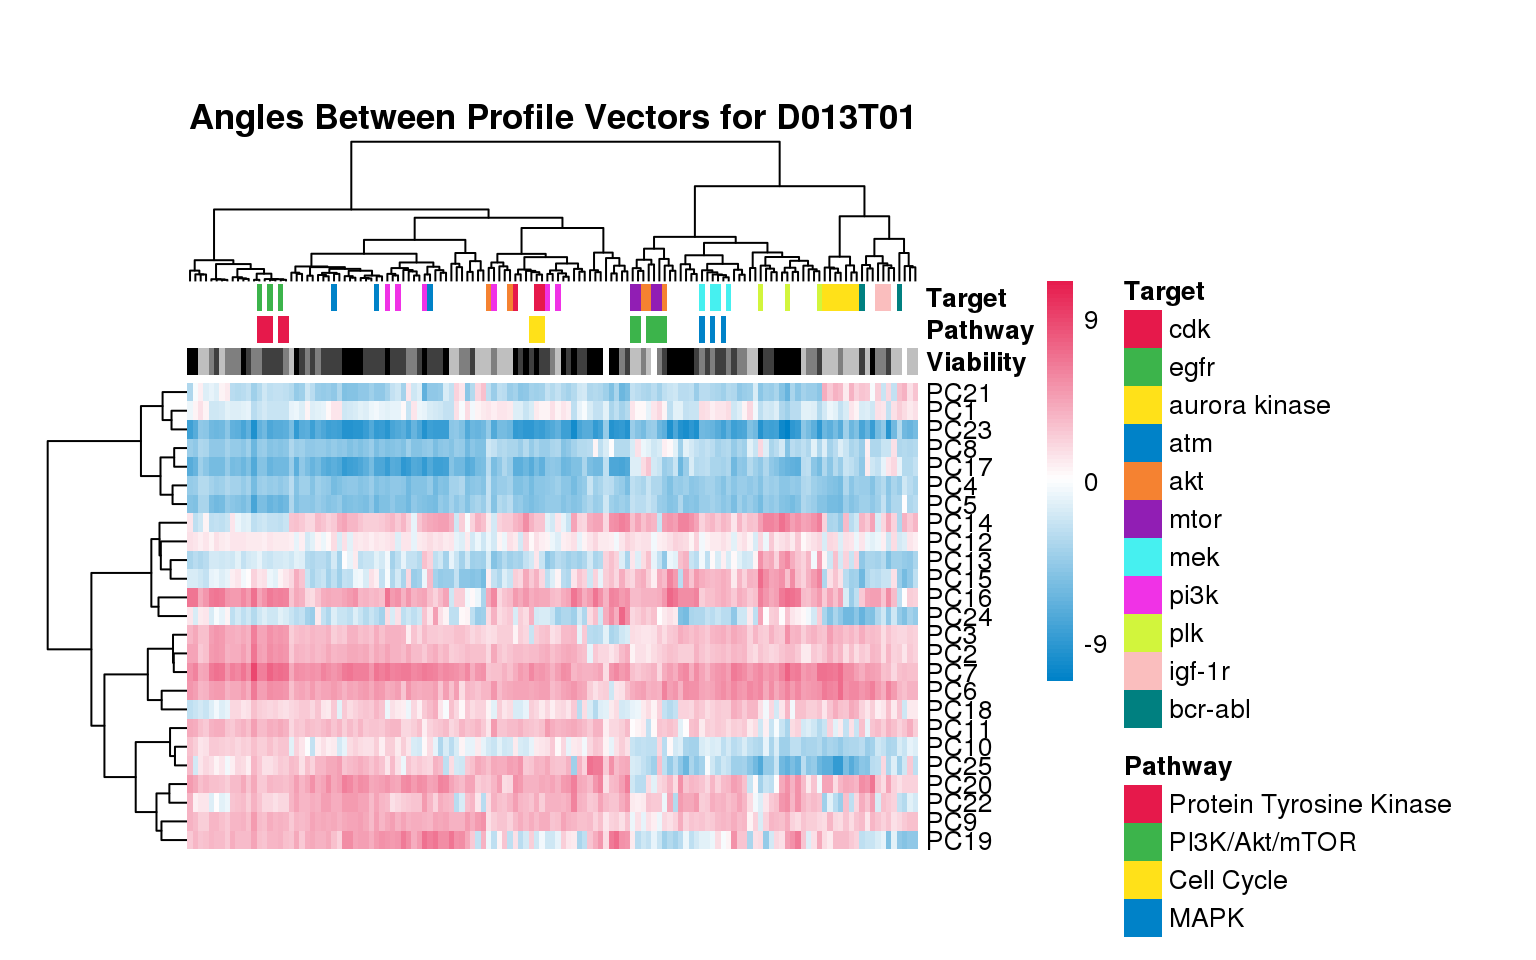 Angles Between Profile Vectors for D013T01
Target
Pathway
Viability
PC21
PC1
PC23
PC8
PC17
PC4
PC5
PC14
PC12
PC13
PC15
PC16
PC24
PC3
PC2
PC7
PC6
PC18
PC11
PC10
PC25
PC20
PC22
PC9
PC19
9
0
-9
Target
cdk
egfr
aurora kinase
atm
akt
mtor
mek
pi3k
plk
igf-1r
bcr-abl
Pathway
Protein Tyrosine Kinase
PI3K/Akt/mTOR
Cell Cycle
MAPK